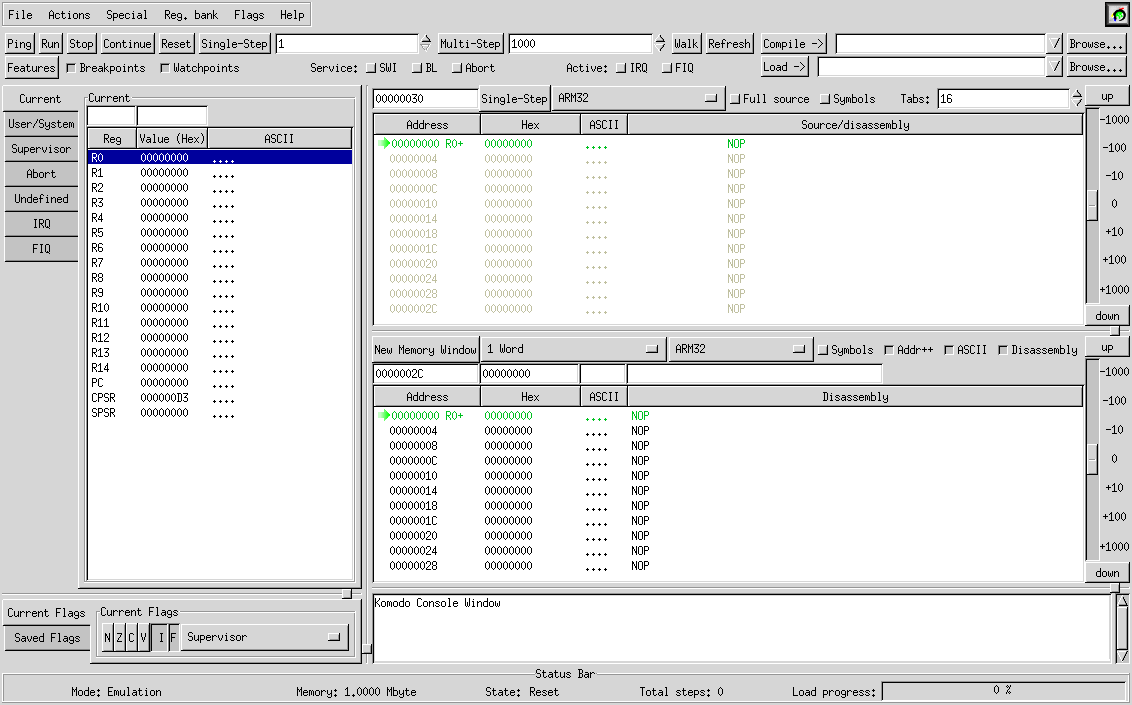 File Actions Special Reg. bank Flags Help
Ping Run Stop Continue Reset Single-Step 1 Multi-Step 1000 Walk Refresh Compile -> Browse...
Features Breakpoints Watchpoints Service: SWI BL Abort Active: IRQ FIQ Load -> Browse...
Current
User/System
Supervisor
Abort
Undefined
IRQ
FIQ
Current
Reg Value (Hex) ASCII
R0 00000000 ....
R1 00000000 ....
R2 00000000 ....
R3 00000000 ....
R4 00000000 ....
R5 00000000 ....
R6 00000000 ....
R7 00000000 ....
R8 00000000 ....
R9 00000000 ....
R10 00000000 ....
R11 00000000 ....
R12 00000000 ....
R13 00000000 ....
R14 00000000 ....
PC 00000000 ....
CPSR 000000D3 ....
SPSR 00000000 ....
00000030 Single-Step ARM32 Full source Symbols Tabs: 16
Address Hex ASCII Source/disassembly
00000000 R0+ 00000000 .... NOP
00000004 00000000 .... NOP
00000008 00000000 .... NOP
0000000C 00000000 .... NOP
00000010 00000000 .... NOP
00000014 00000000 .... NOP
00000018 00000000 .... NOP
0000001C 00000000 .... NOP
00000020 00000000 .... NOP
00000024 00000000 .... NOP
00000028 00000000 .... NOP
0000002C 00000000 .... NOP
up
-1000
-100
-10
0
+10
+100
+1000
down
New Memory Window 1 Word ARM32 Symbols Addr++ ASCII Disassembly
0000002C 00000000
Address Hex ASCII Disassembly
00000000 R0+ 00000000 .... NOP
00000004 00000000 .... NOP
00000008 00000000 .... NOP
0000000C 00000000 .... NOP
00000010 00000000 .... NOP
00000014 00000000 .... NOP
00000018 00000000 .... NOP
0000001C 00000000 .... NOP
00000020 00000000 .... NOP
00000024 00000000 .... NOP
00000028 00000000 .... NOP
up
-1000
-100
-10
0
+10
+100
+1000
down
Current Flags
Saved Flags
Current Flags
N Z C V I F Supervisor
Komodo Console Window
Status Bar
Mode: Emulation Memory: 1.0000 Mbyte State: Reset Total steps: 0 Load progress: 0 %